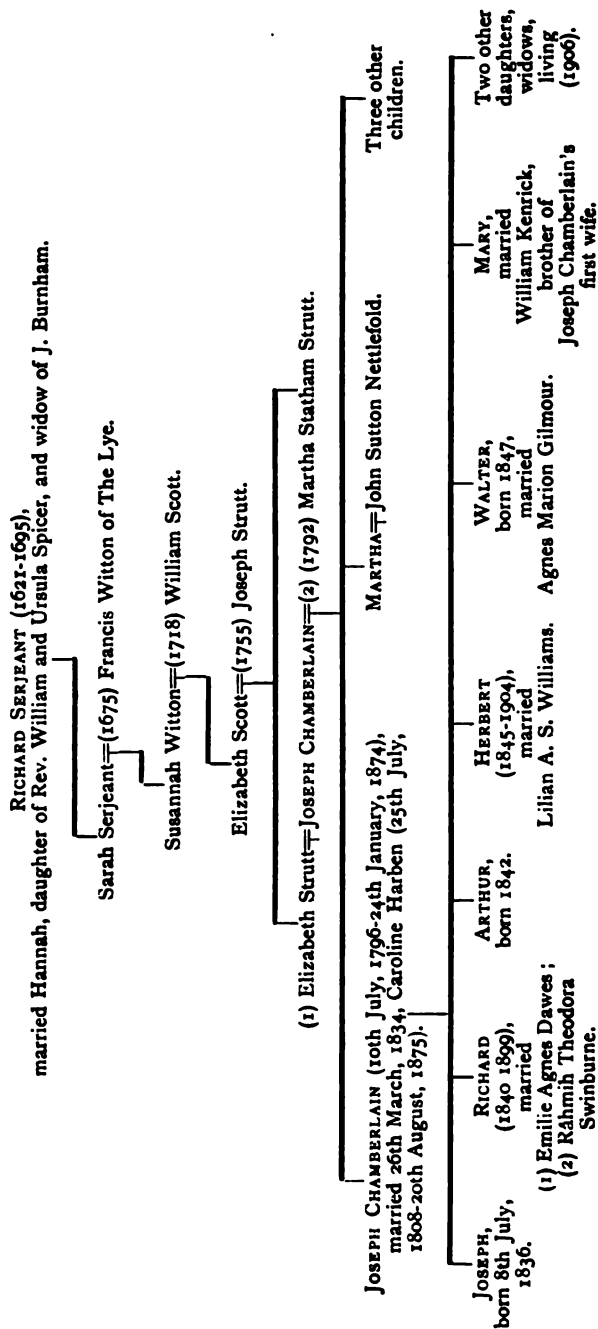 RICHARD SERJEANT (1621-1695),
married Hannah, daughter of Rev. William and Ursula Spicer, and widow of J. Burnham.
Sarah Serjeant=(1675) Francis Witton of The Lye.
Susannah Witton=(1718) William Scott.
Elizabeth Scott=(1755) Joseph Strutt.
(1) Elizabeth Strutt=JOSEPH CHAMBERLAIN=(2) (1792) Martha Statham Strutt.
JOSEPH CHAMBERLAIN (10th July, 1796-24th January, 1874),
married 26th March, 1834, Caroline Harben (25th July,
1808-20th August, 1875).
MARTHA=John Sutton Nettlefold.
Three other
children.
JOSEPH,
born 8th July,
1836.
RICHARD
(1840 1899),
married
(1) Emilie Agnes Dawes;
(2) Rahmih Theodora
Swinburne.
ARTHUR,
born 1842.
HERBERT
(1845-1904),
married
Lilian A. S. Williams.
WALTER,
born 1847,
married
Agnes Marion Gilmour.
MARY,
married
William Kenrick,
brother of
Joseph Chamberlain's
first wife.
Two other
daughters,
widows,
living
(1906).